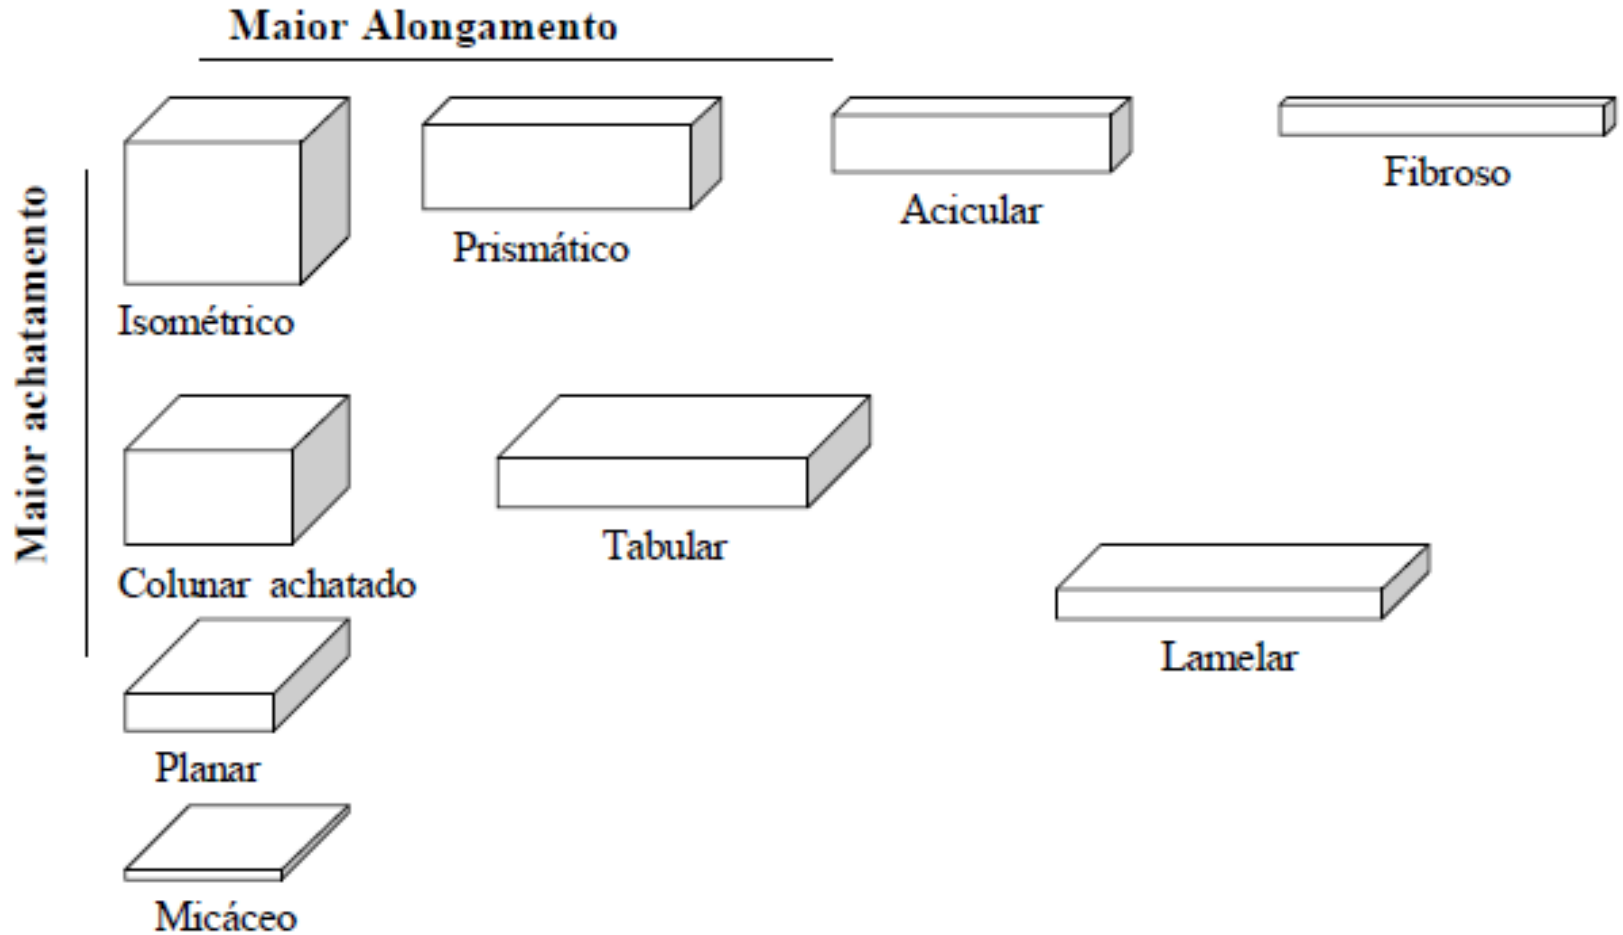 Maior Alongamento
Maior achatamento
Isométrico
Prismático
Acicular
Fibroso
Colunar achatado
Tabular
Lamelar
Planar
Micáceo